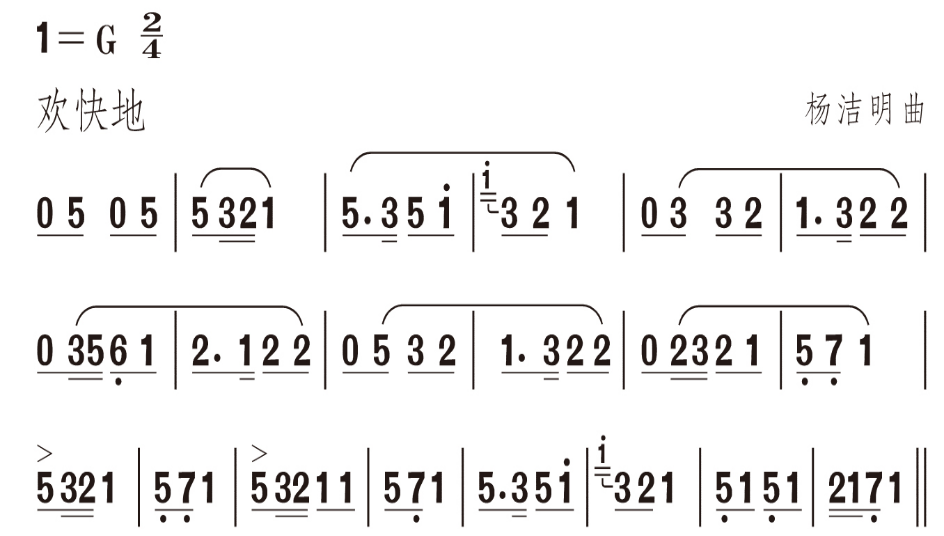 1=G 2/4
欢快地
杨洁明 曲
0 5 0 5 | 5 3 2 1 | 5. 3 5 i | i 3 2 1 | 0 3 3 2 | 1. 3 2 2 |
0 3 5 6 1 | 2. 1 2 2 | 0 5 3 2 | 1. 3 2 2 | 0 2 3 2 1 | 5 7 1 |
> 5 3 2 1 | 5 7 1 | > 5 3 2 1 1 | 5 7 1 | 5. 3 5 i | i 3 2 1 | 5 1 5 1 | 2 1 7 1 ||